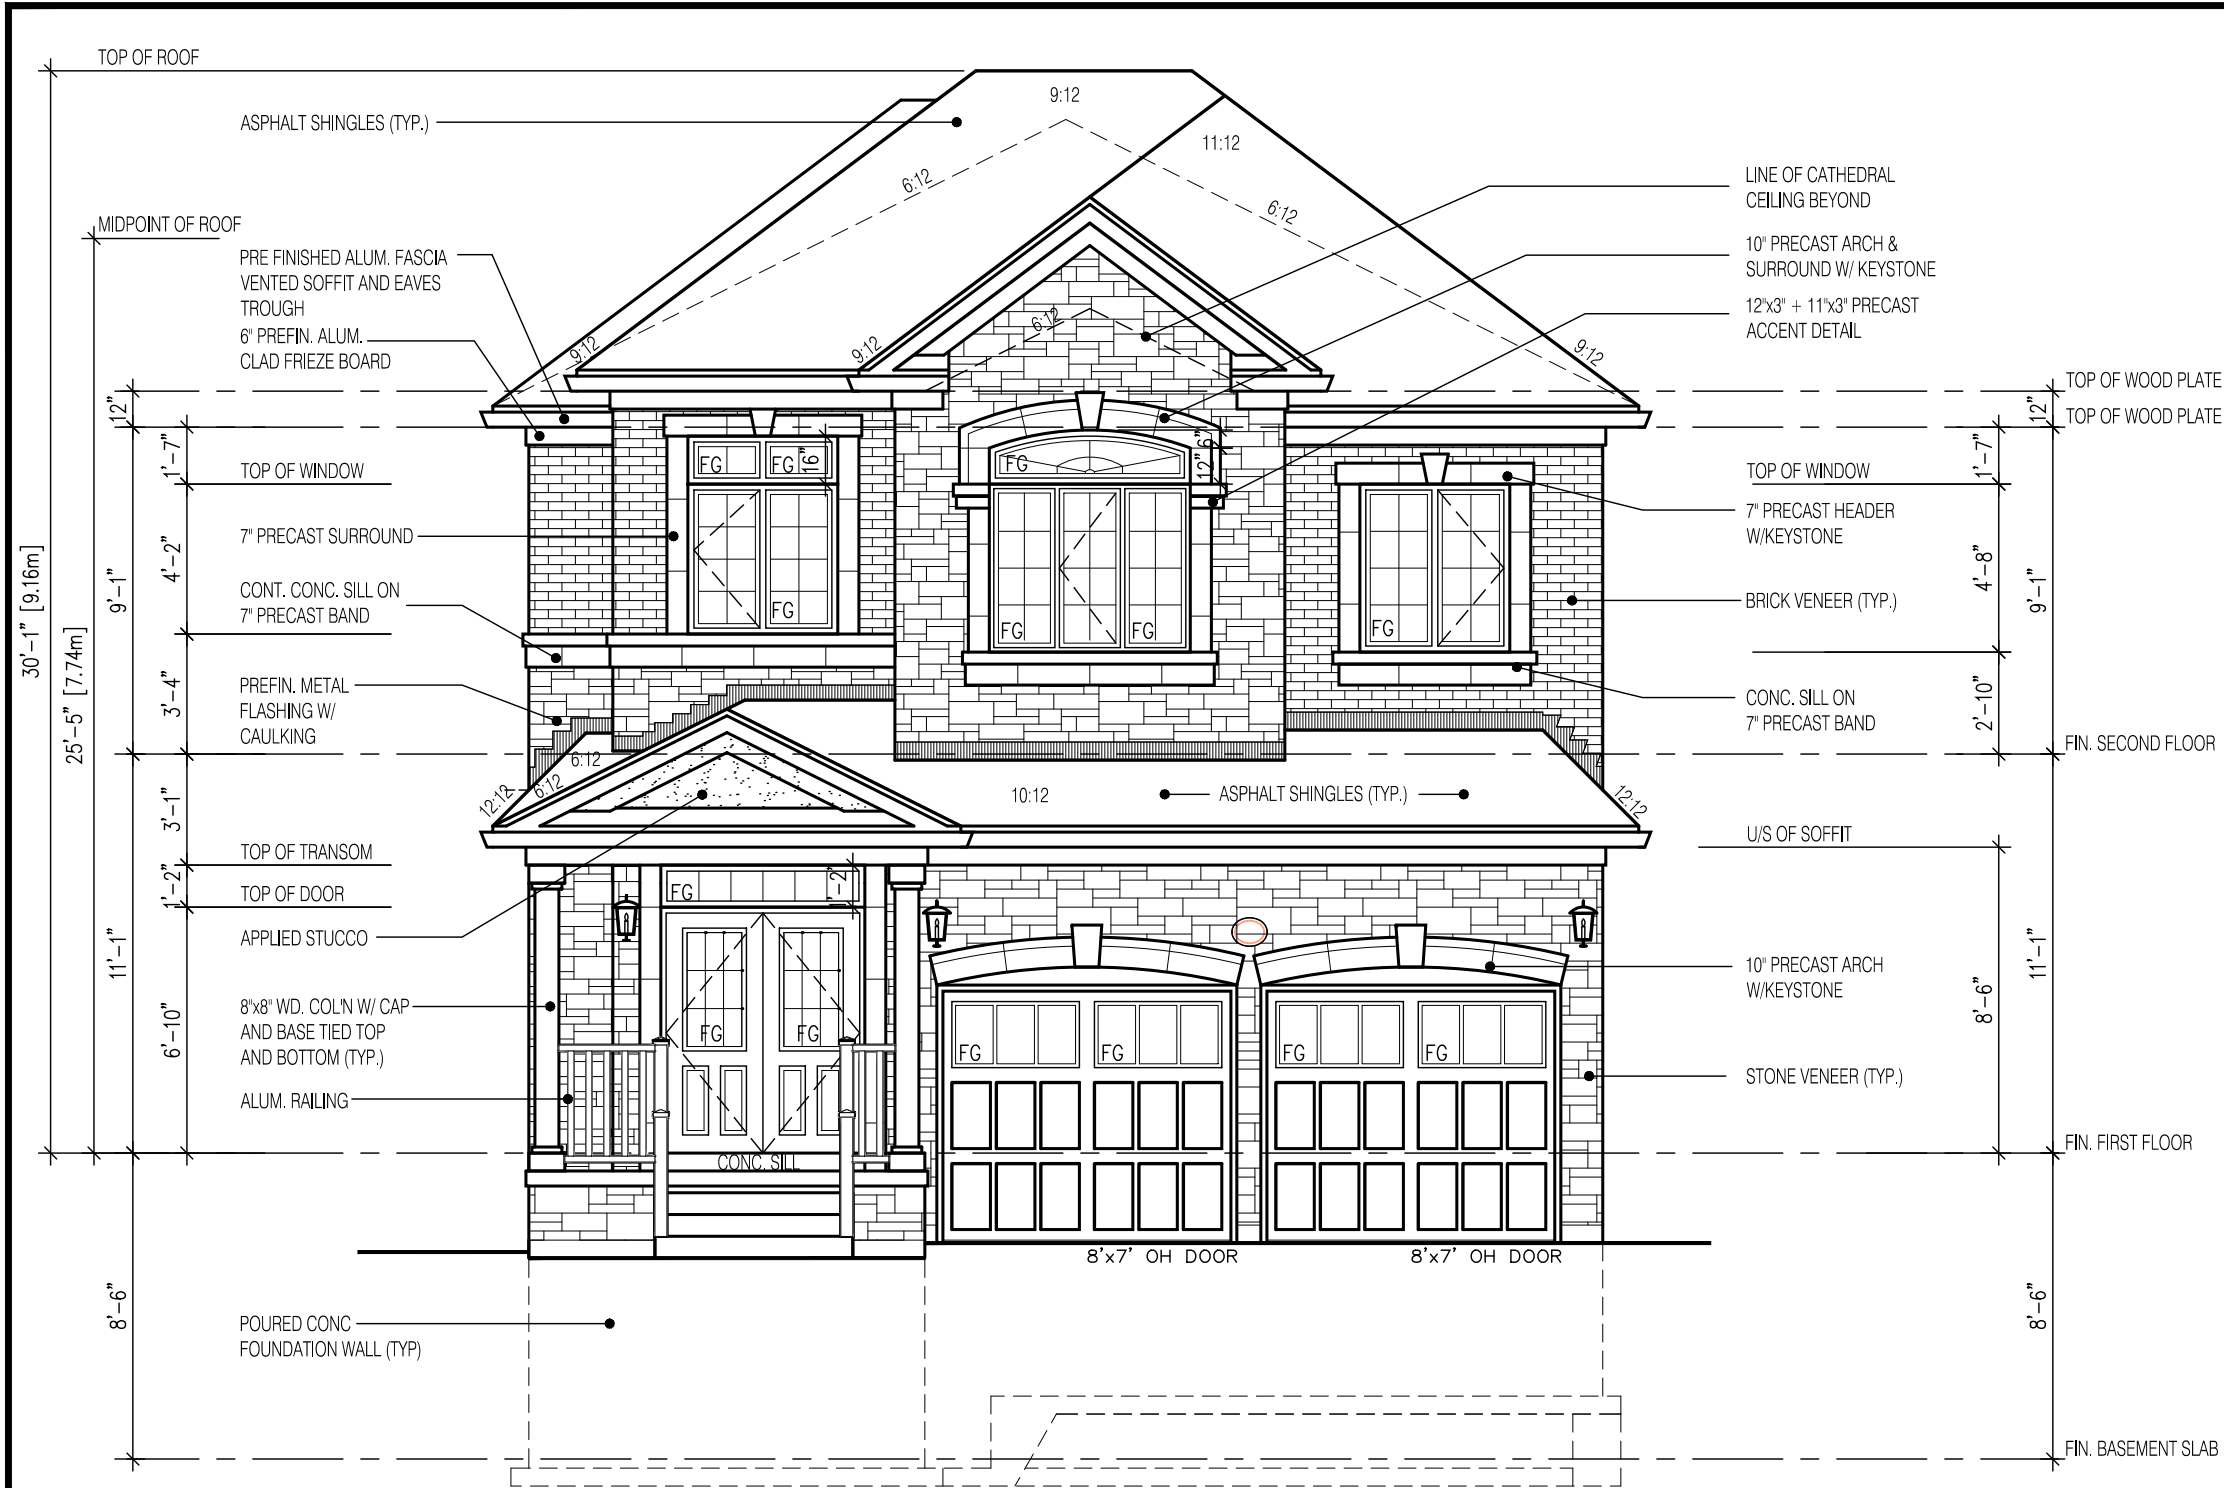 TOP OF ROOF
ASPHALT SHINGLES (TYP.)
9:12
11:12
6:12
6:12
LINE OF CATHEDRAL
CEILING BEYOND
MIDPOINT OF ROOF
PRE FINISHED ALUM. FASCIA
VENTED SOFFIT AND EAVES
TROUGH
6" PREFIN. ALUM.
CLAD FRIEZE BOARD
10" PRECAST ARCH &
SURROUND W/ KEYSTONE
12"x3" + 11"x3" PRECAST
ACCENT DETAIL
6:12
9:12
9:12
9:12
TOP OF WOOD PLATE
TOP OF WOOD PLATE
12"
12"
1'-7"
1'-7"
TOP OF WINDOW
TOP OF WINDOW
FG
FG
16"
FG
6"
12"
7" PRECAST HEADER
W/KEYSTONE
7" PRECAST SURROUND
4'-2"
4'-8"
9'-1"
9'-1"
30'-1" [9.16m]
25'-5" [7.74m]
CONT. CONC. SILL ON
7" PRECAST BAND
BRICK VENEER (TYP.)
FG
FG
FG
FG
PREFIN. METAL
FLASHING W/
CAULKING
3'-4"
2'-10"
CONC. SILL ON
7" PRECAST BAND
FIN. SECOND FLOOR
6:12
6:12
12:12
10:12
ASPHALT SHINGLES (TYP.)
12:12
3'-1"
U/S OF SOFFIT
TOP OF TRANSOM
1'-2"
TOP OF DOOR
FG
1'-2"
APPLIED STUCCO
11'-1"
11'-1"
10" PRECAST ARCH
W/KEYSTONE
8"x8" WD. COL'N W/ CAP
AND BASE TIED TOP
AND BOTTOM (TYP.)
6'-10"
8'-6"
FG
FG
FG
FG
FG
FG
STONE VENEER (TYP.)
ALUM. RAILING
FIN. FIRST FLOOR
CONC. SILL
8'x7' OH DOOR
8'x7' OH DOOR
8'-6"
8'-6"
POURED CONC
FOUNDATION WALL (TYP)
FIN. BASEMENT SLAB